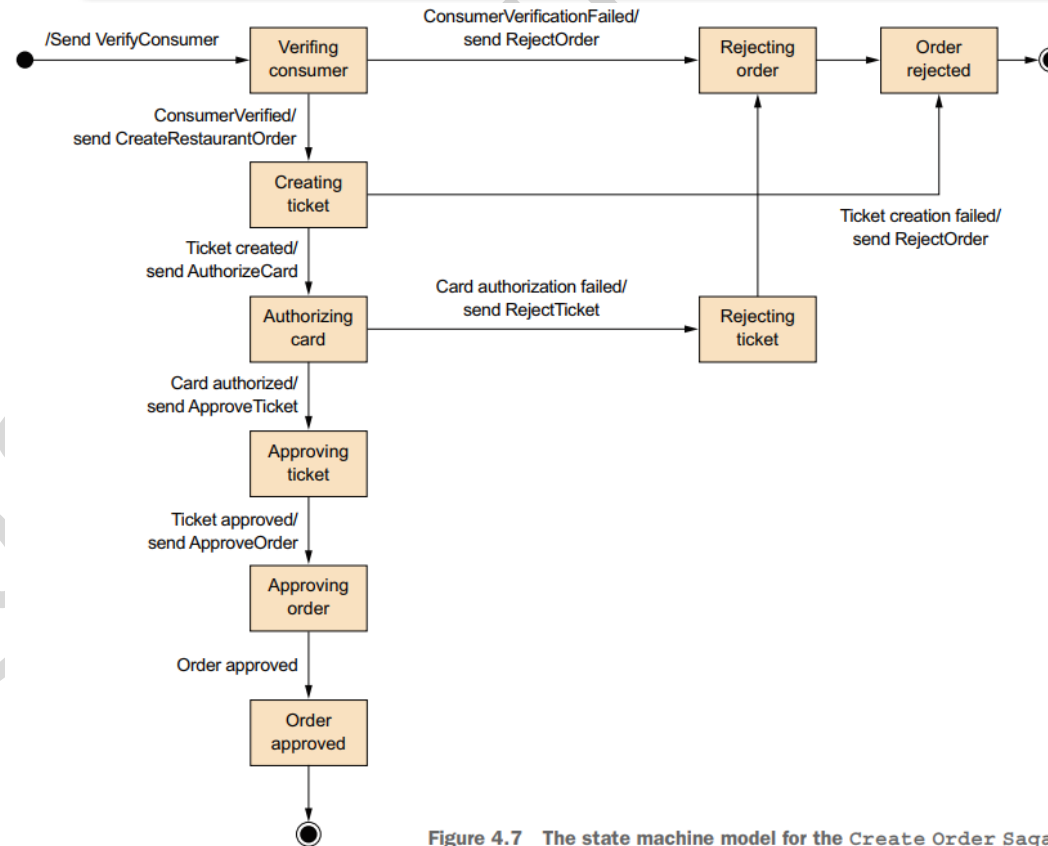 ConsumerVerificationFailed/
send RejectOrder
/Send VerifyConsumer
Verifing
consumer
Rejecting
order
Order
rejected
ConsumerVerified/
send CreateRestaurantOrder
Creating
ticket
Ticket creation failed/
send RejectOrder
Ticket created/
send AuthorizeCard
Card authorization failed/
send RejectTicket
Authorizing
card
Rejecting
ticket
Card authorized/
send ApproveTicket
Approving
ticket
Ticket approved/
send ApproveOrder
Approving
order
Order approved
Order
approved
Figure 4.7 The state machine model for the Create Order Saga